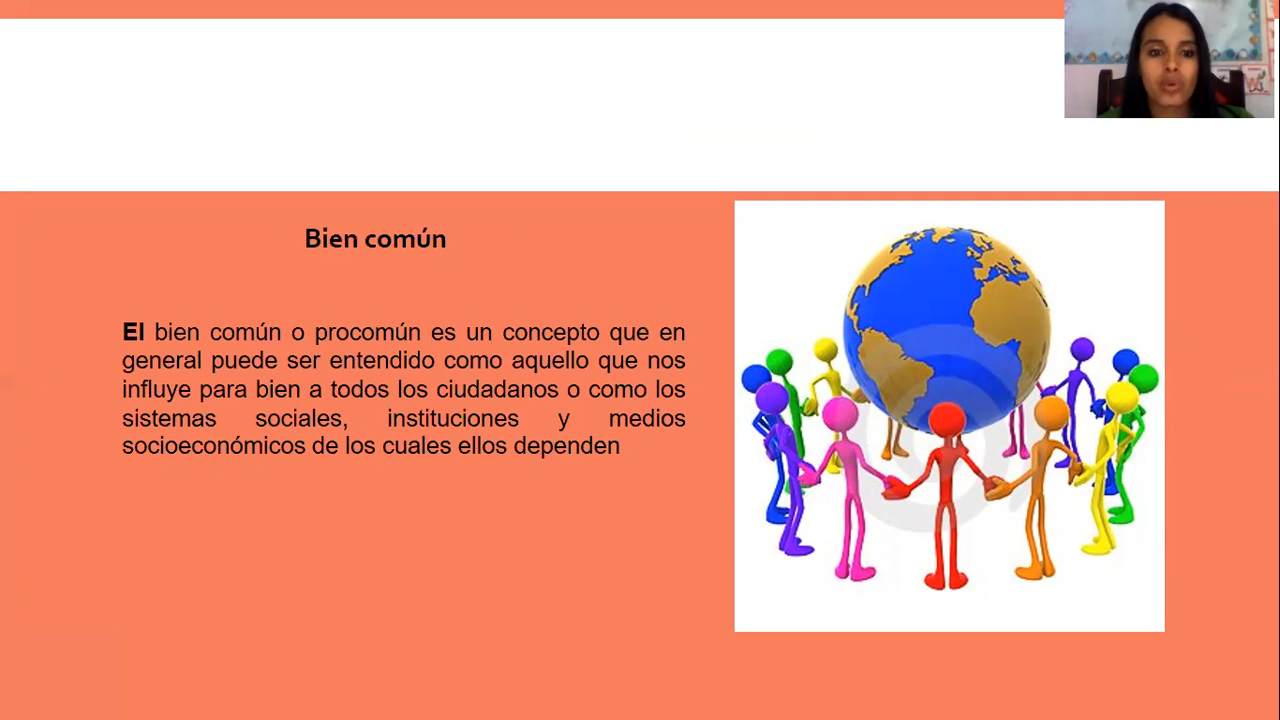 Bien común
El bien común o procomún es un concepto que en
general puede ser entendido como aquello que nos
influye para bien a todos los ciudadanos o como los
sistemas sociales, instituciones y medios
socioeconómicos de los cuales ellos dependen